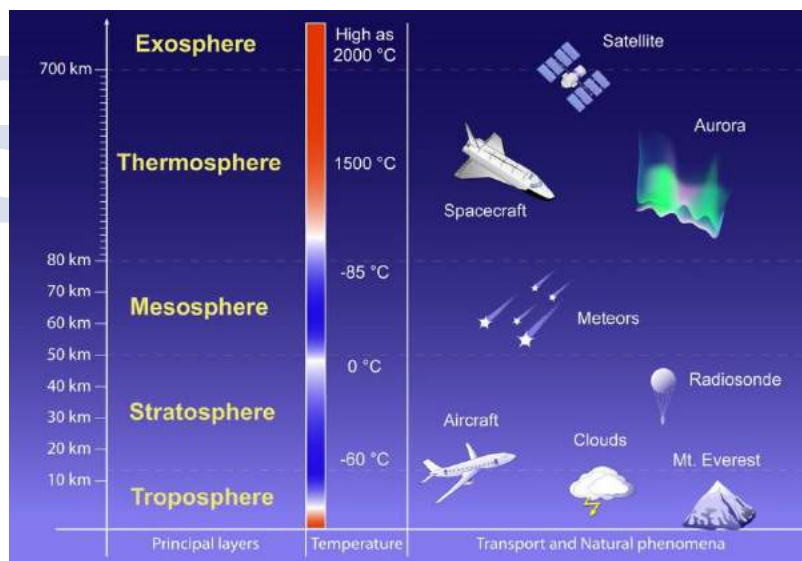 Exosphere
700 km
Thermosphere
80 km
70 km
Mesosphere
60 km
50 km
40 km
Stratosphere
30 km
20 km
10 km
Troposphere
Principal layers
High as
2000 °C
1500 °C
-85 °C
0 °C
-60 °C
Temperature
Satellite
Aurora
Spacecraft
Meteors
Radiosonde
Aircraft
Clouds
Mt. Everest
Transport and Natural phenomena